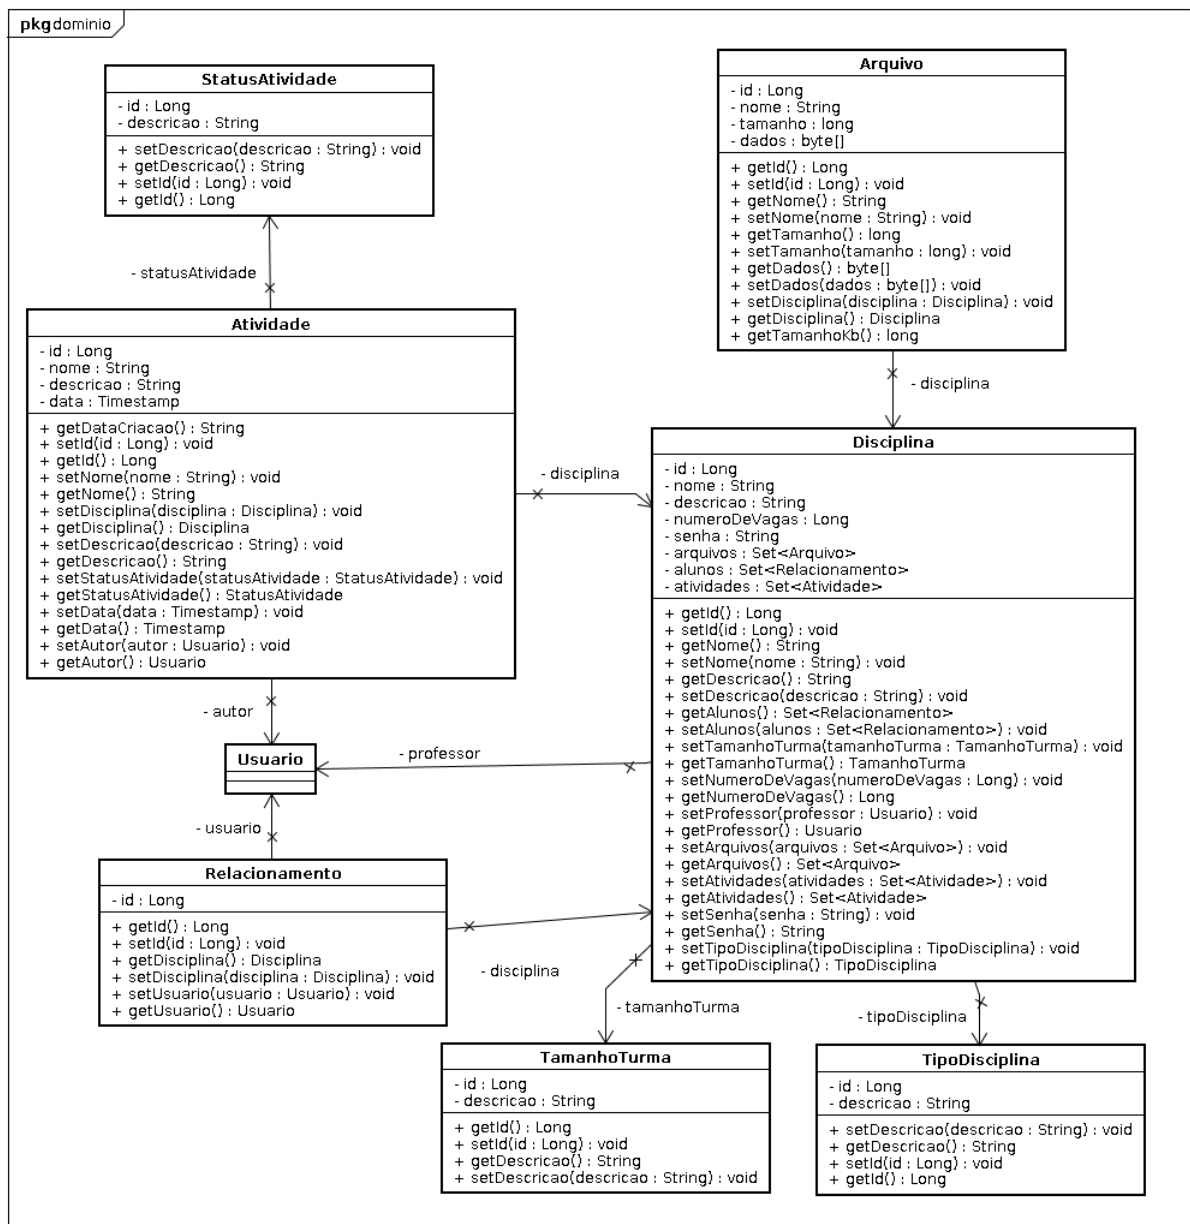 pkg dominio
StatusAtividade
- id : Long
- descricao : String
+ setDescricao(descricao : String) : void
+ getDescricao() : String
+ setId(id : Long) : void
+ getId() : Long
Arquivo
- id : Long
- nome : String
- tamanho : long
- dados : byte[]
+ getId() : Long
+ setId(id : Long) : void
+ getNome() : String
+ setNome(nome : String) : void
+ getTamanho() : long
+ setTamanho(tamanho : long) : void
+ getDados() : byte[]
+ setDados(dados : byte[]) : void
+ setDisciplina(disciplina : Disciplina) : void
+ getDisciplina() : Disciplina
+ getTamanhoKb() : long
- statusAtividade
- disciplina
Atividade
- id : Long
- nome : String
- descricao : String
- data : Timestamp
+ getDataCriacao() : String
+ setId(id : Long) : void
+ getId() : Long
+ setNome(nome : String) : void
+ getNome() : String
+ setDisciplina(disciplina : Disciplina) : void
+ getDisciplina() : Disciplina
+ setDescricao(descricao : String) : void
+ getDescricao() : String
+ setStatusAtividade(statusAtividade : StatusAtividade) : void
+ getStatusAtividade() : StatusAtividade
+ setData(data : Timestamp) : void
+ getData() : Timestamp
+ setAutor(autor : Usuario) : void
+ getAutor() : Usuario
- disciplina
Disciplina
- id : Long
- nome : String
- descricao : String
- numeroDeVagas : Long
- senha : String
- arquivos : Set<Arquivo>
- alunos : Set<Relacionamento>
- atividades : Set<Atividade>
+ getId() : Long
+ setId(id : Long) : void
+ getNome() : String
+ setNome(nome : String) : void
+ getDescricao() : String
+ setDescricao(descricao : String) : void
+ getAlunos() : Set<Relacionamento>
+ setAlunos(alunos : Set<Relacionamento>) : void
+ setTamanhoTurma(tamanhoTurma : TamanhoTurma) : void
+ getTamanhoTurma() : TamanhoTurma
+ setNumeroDeVagas(numeroDeVagas : Long) : void
+ getNumeroDeVagas() : Long
+ setProfessor(professor : Usuario) : void
+ getProfessor() : Usuario
+ setArquivos(arquivos : Set<Arquivo>) : void
+ getArquivos() : Set<Arquivo>
+ setAtividades(atividades : Set<Atividade>) : void
+ getAtividades() : Set<Atividade>
+ setSenha(senha : String) : void
+ getSenha() : String
+ setTipoDisciplina(tipoDisciplina : TipoDisciplina) : void
+ getTipoDisciplina() : TipoDisciplina
- autor
Usuario
- professor
- usuario
Relacionamento
- id : Long
+ getId() : Long
+ setId(id : Long) : void
+ getDisciplina() : Disciplina
+ setDisciplina(disciplina : Disciplina) : void
+ setUsuario(usuario : Usuario) : void
+ getUsuario() : Usuario
- disciplina
- tamanhoTurma
- tipoDisciplina
TamanhoTurma
- id : Long
- descricao : String
+ getId() : Long
+ setId(id : Long) : void
+ getDescricao() : String
+ setDescricao(descricao : String) : void
TipoDisciplina
- id : Long
- descricao : String
+ setDescricao(descricao : String) : void
+ getDescricao() : String
+ setId(id : Long) : void
+ getId() : Long